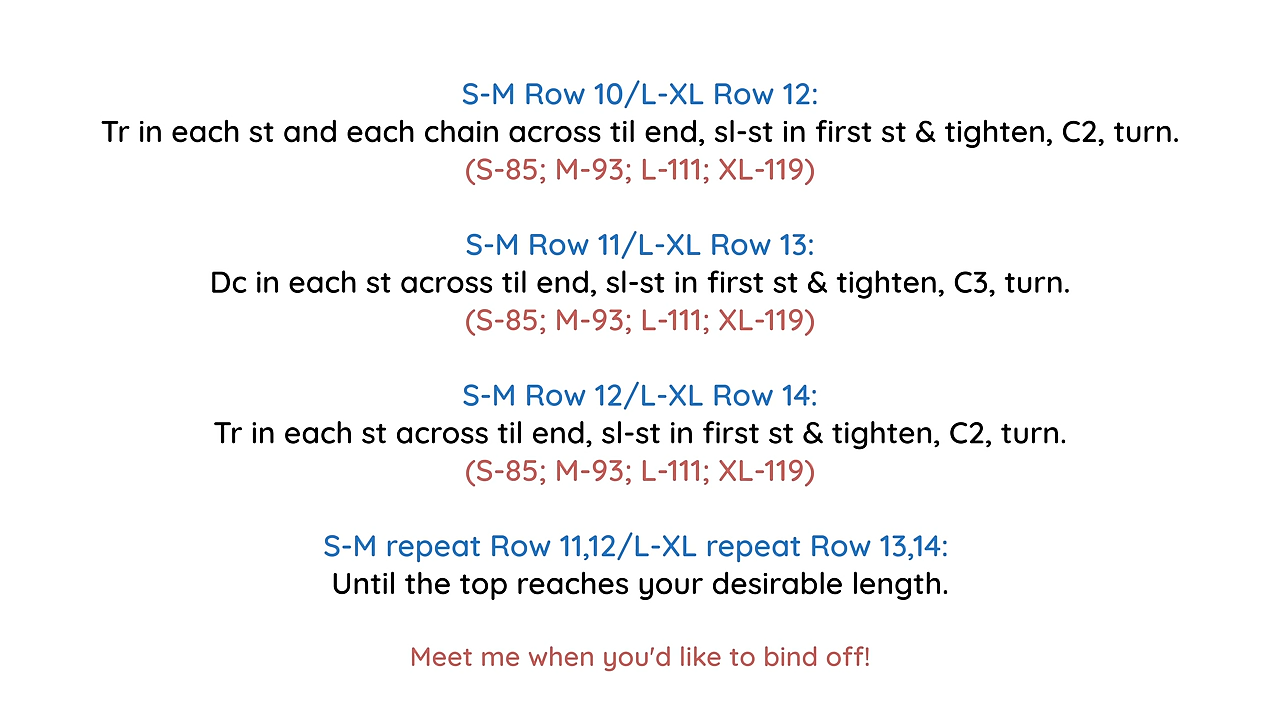 S-M Row 10/L-XL Row 12:
Tr in each st and each chain across til end, sl-st in first st & tighten, C2, turn.
(S-85; M-93; L-111; XL-119)
S-M Row 11/L-XL Row 13:
Dc in each st across til end, sl-st in first st & tighten, C3, turn.
(S-85; M-93; L-111; XL-119)
S-M Row 12/L-XL Row 14:
Tr in each st across til end, sl-st in first st & tighten, C2, turn.
(S-85; M-93; L-111; XL-119)
S-M repeat Row 11,12/L-XL repeat Row 13,14:
Until the top reaches your desirable length.
Meet me when you'd like to bind off!